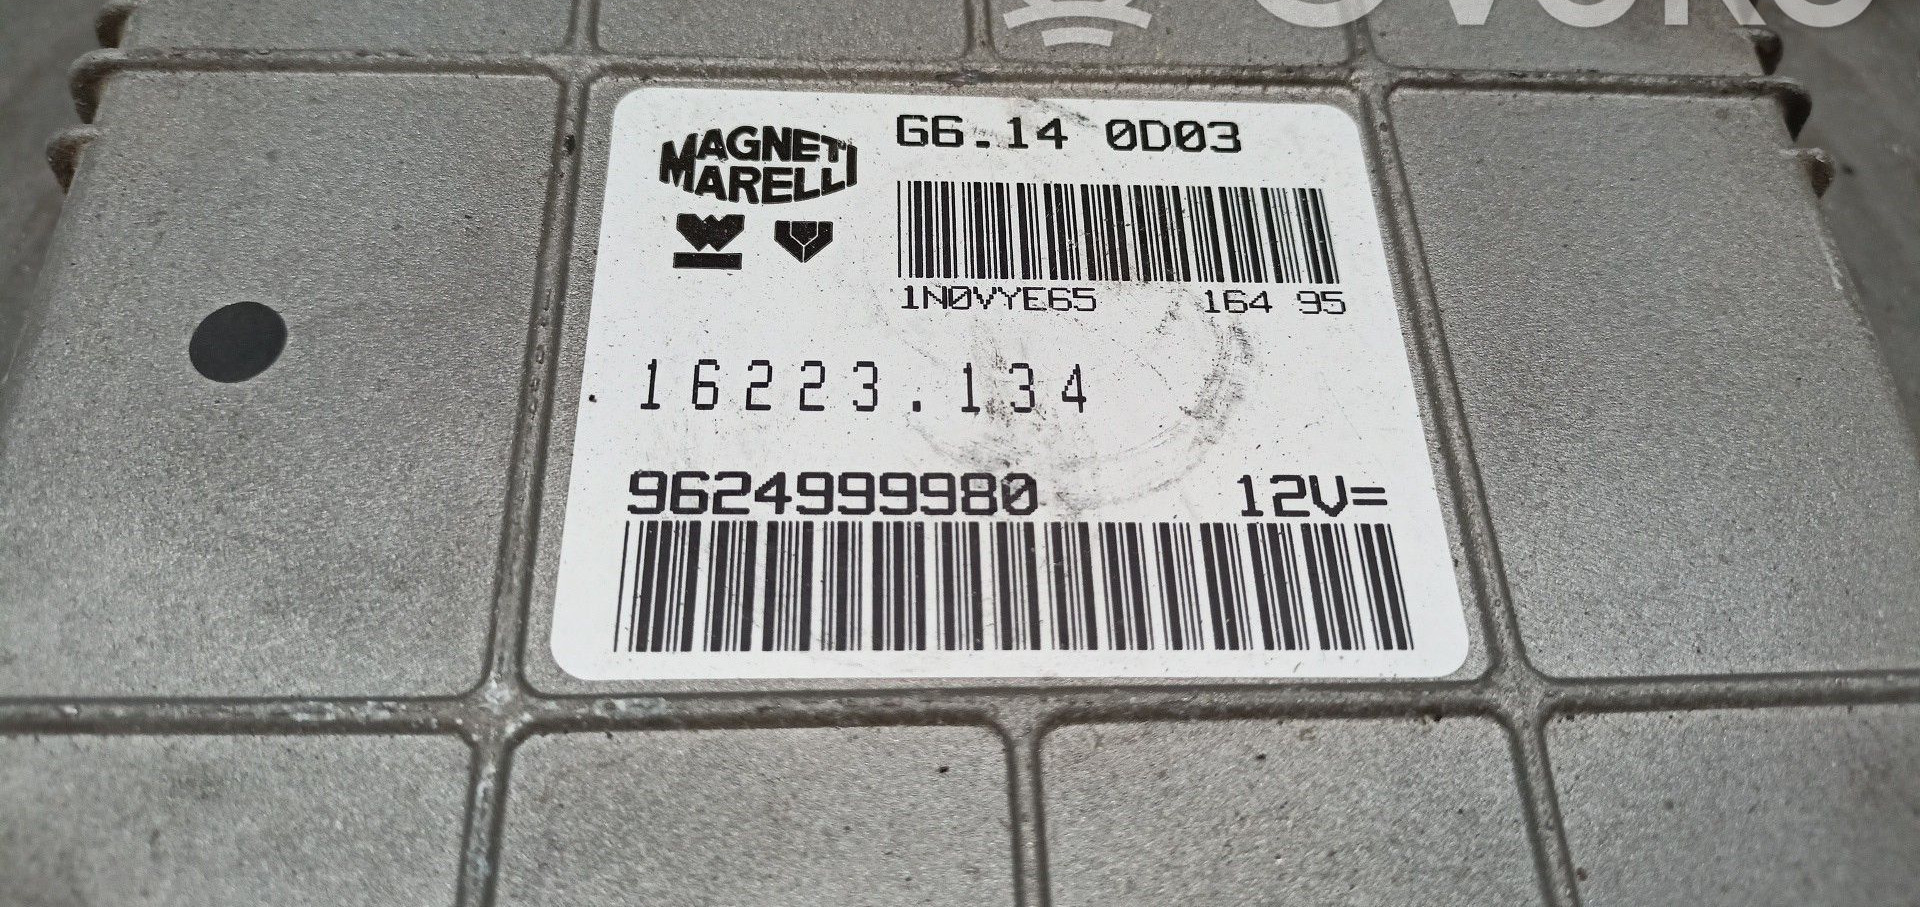 MAGNETI
MARELLI
G6.14 0D03
1N0VYE65 164 95
16223.134
9624999980 12V=